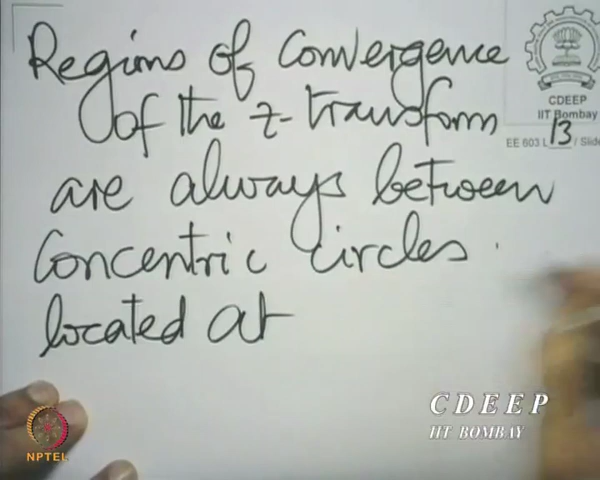 Regions of Convergence
of the z-transform
are always between
Concentric circles.
located at
CDEEP
IIT Bombay
EE 603 L 13 / Slide
CDEEP
IIT BOMBAY
NPTEL